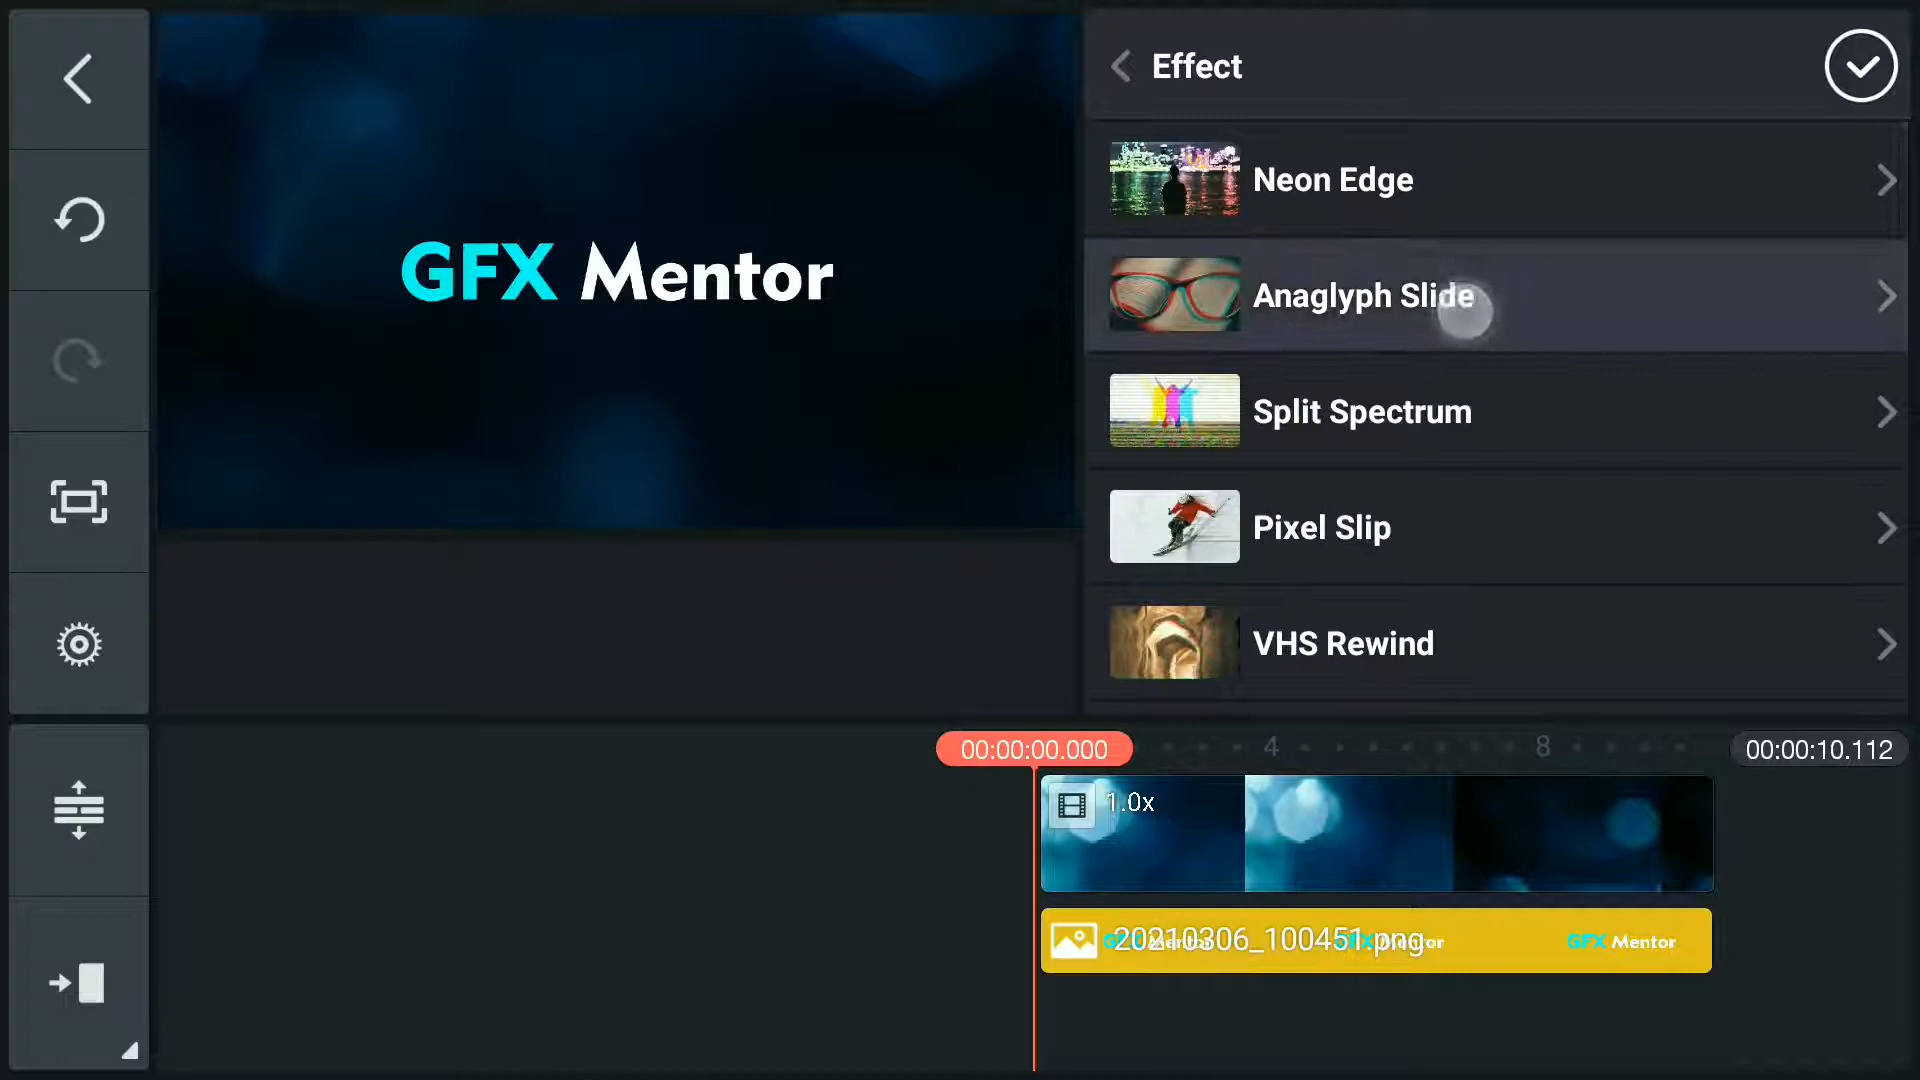 Effect
GFX Mentor
Neon Edge
Anaglyph Slide
Split Spectrum
Pixel Slip
VHS Rewind
00:00:00.000
4
8
00:00:10.112
1.0x
20210306_100451.png
GFX Mentor